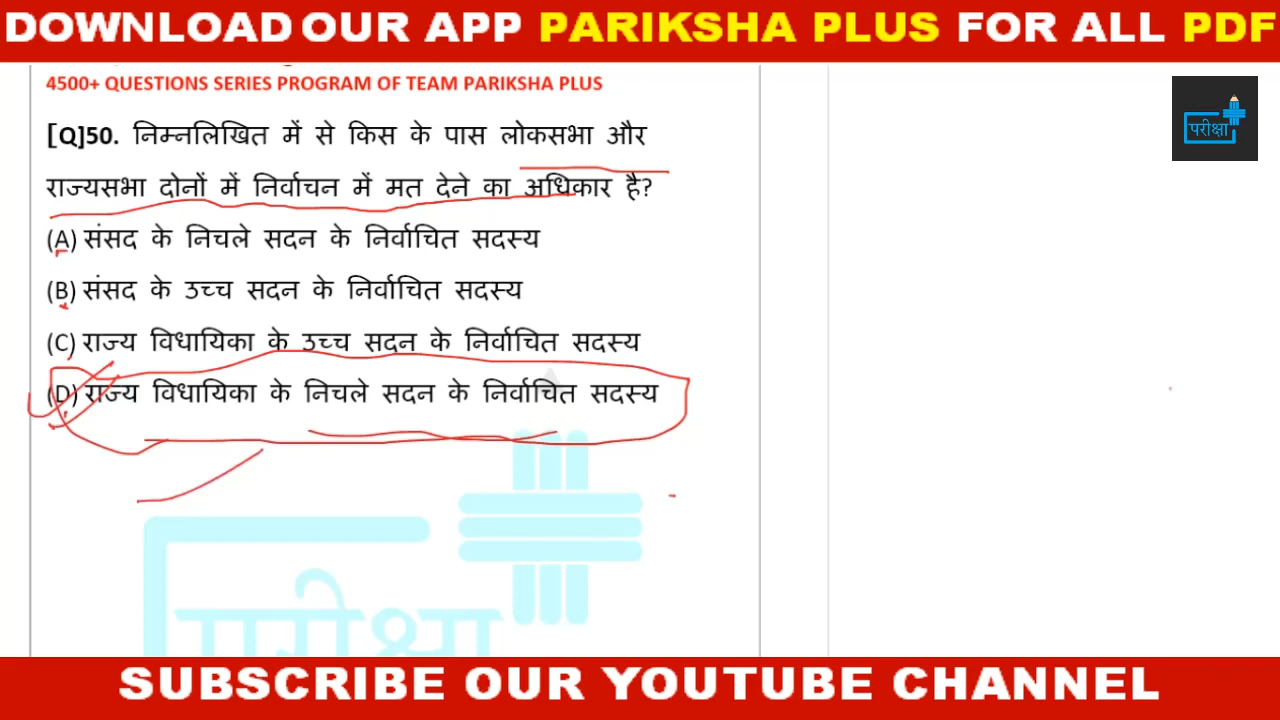 DOWNLOAD OUR APP PARIKSHA PLUS FOR ALL PDF
4500+ QUESTIONS SERIES PROGRAM OF TEAM PARIKSHA PLUS
परीक्षा
[Q]50. निम्नलिखित में से किस के पास लोकसभा और
राज्यसभा दोनों में निर्वाचन में मत देने का अधिकार है?
(A) संसद के निचले सदन के निर्वाचित सदस्य
(B) संसद के उच्च सदन के निर्वाचित सदस्य
(C) राज्य विधायिका के उच्च सदन के निर्वाचित सदस्य
(D) राज्य विधायिका के निचले सदन के निर्वाचित सदस्य
परीक्षा
SUBSCRIBE OUR YOUTUBE CHANNEL